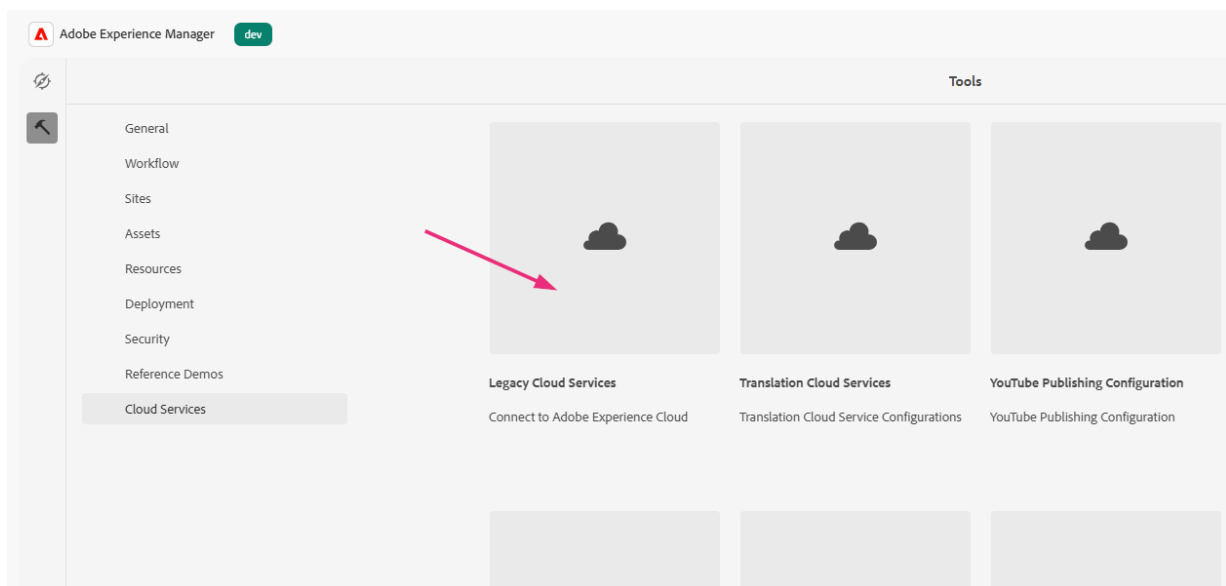 Adobe Experience Manager dev
Tools
General
Workflow
Sites
Assets
Resources
Deployment
Security
Reference Demos
Cloud Services
Legacy Cloud Services
Connect to Adobe Experience Cloud
Translation Cloud Services
Translation Cloud Service Configurations
YouTube Publishing Configuration
YouTube Publishing Configuration